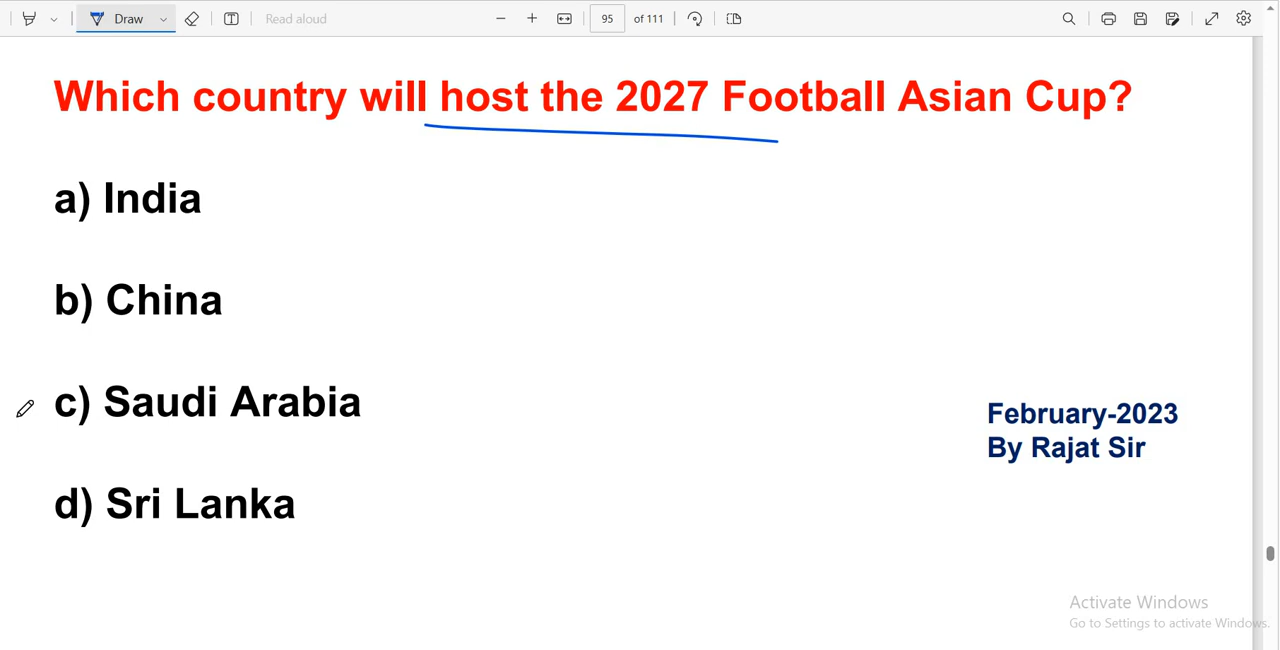 Draw
Read aloud
95 of 111
Which country will host the 2027 Football Asian Cup?
a) India
b) China
c) Saudi Arabia
d) Sri Lanka
February-2023
By Rajat Sir
Activate Windows
Go to Settings to activate Windows.